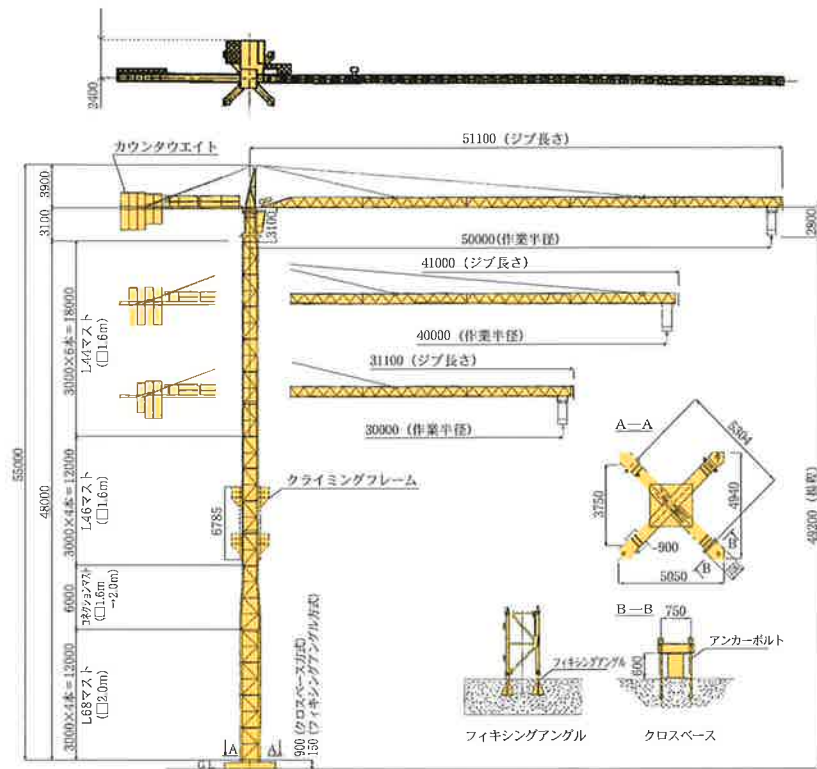 2400
カウンタウエイト
51100（ジブ長さ）
3900
3100
3100
2800
50000(作業半径)
41000（ジブ長さ）
3000×6本=18000
L44マスト
(□1.6m)
40000（作業半径）
31100（ジブ長さ）
30000（作業半径）
A—A
5304
55000
48000
3000×4本=12000
L46マスト
(□1.6m)
クライミングフレーム
6785
3750
4940
49200（揚程）
-900
B
B
5050
6000
コネクションマスト
(□1.6m
→2.0m)
B—B
750
アンカーボルト
600
フィキシングアングル
3000×4本=12000
L68マスト
(□2.0m)
900（クロスベース方式）
150（フィキシングアングル方式）
フィキシングアングル
クロスベース
A
A
G.L